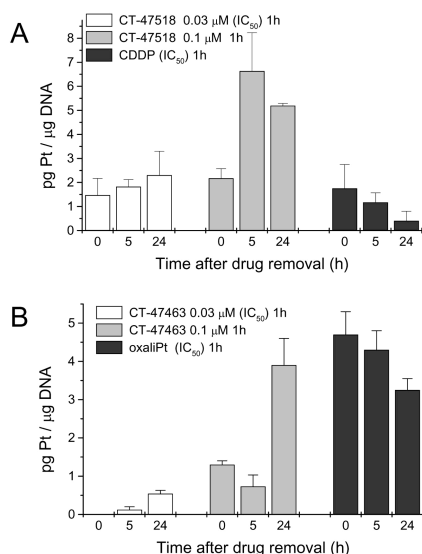 A
CT-47518 0.03 μM (IC50) 1h
CT-47518 0.1 μM 1h
CDDP (IC50) 1h
pg Pt / μg DNA
8
7
6
5
4
3
2
1
0
0 5 24 0 5 24 0 5 24
Time after drug removal (h)
B
CT-47463 0.03 μM (IC50) 1h
CT-47463 0.1 μM 1h
oxaliPt (IC50) 1h
pg Pt / μg DNA
5
4
3
2
1
0
0 5 24 0 5 24 0 5 24
Time after drug removal (h)